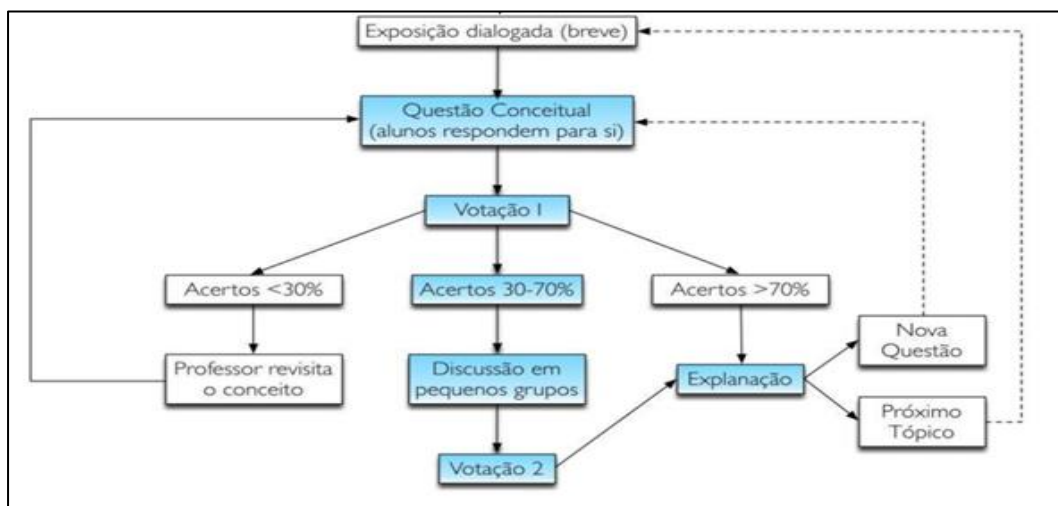 Exposição dialogada (breve)
Questão Conceitual
(alunos respondem para si)
Votação 1
Acertos <30%
Acertos 30-70%
Acertos >70%
Professor revisita
o conceito
Discussão em
pequenos grupos
Explanação
Nova
Questão
Próximo
Tópico
Votação 2